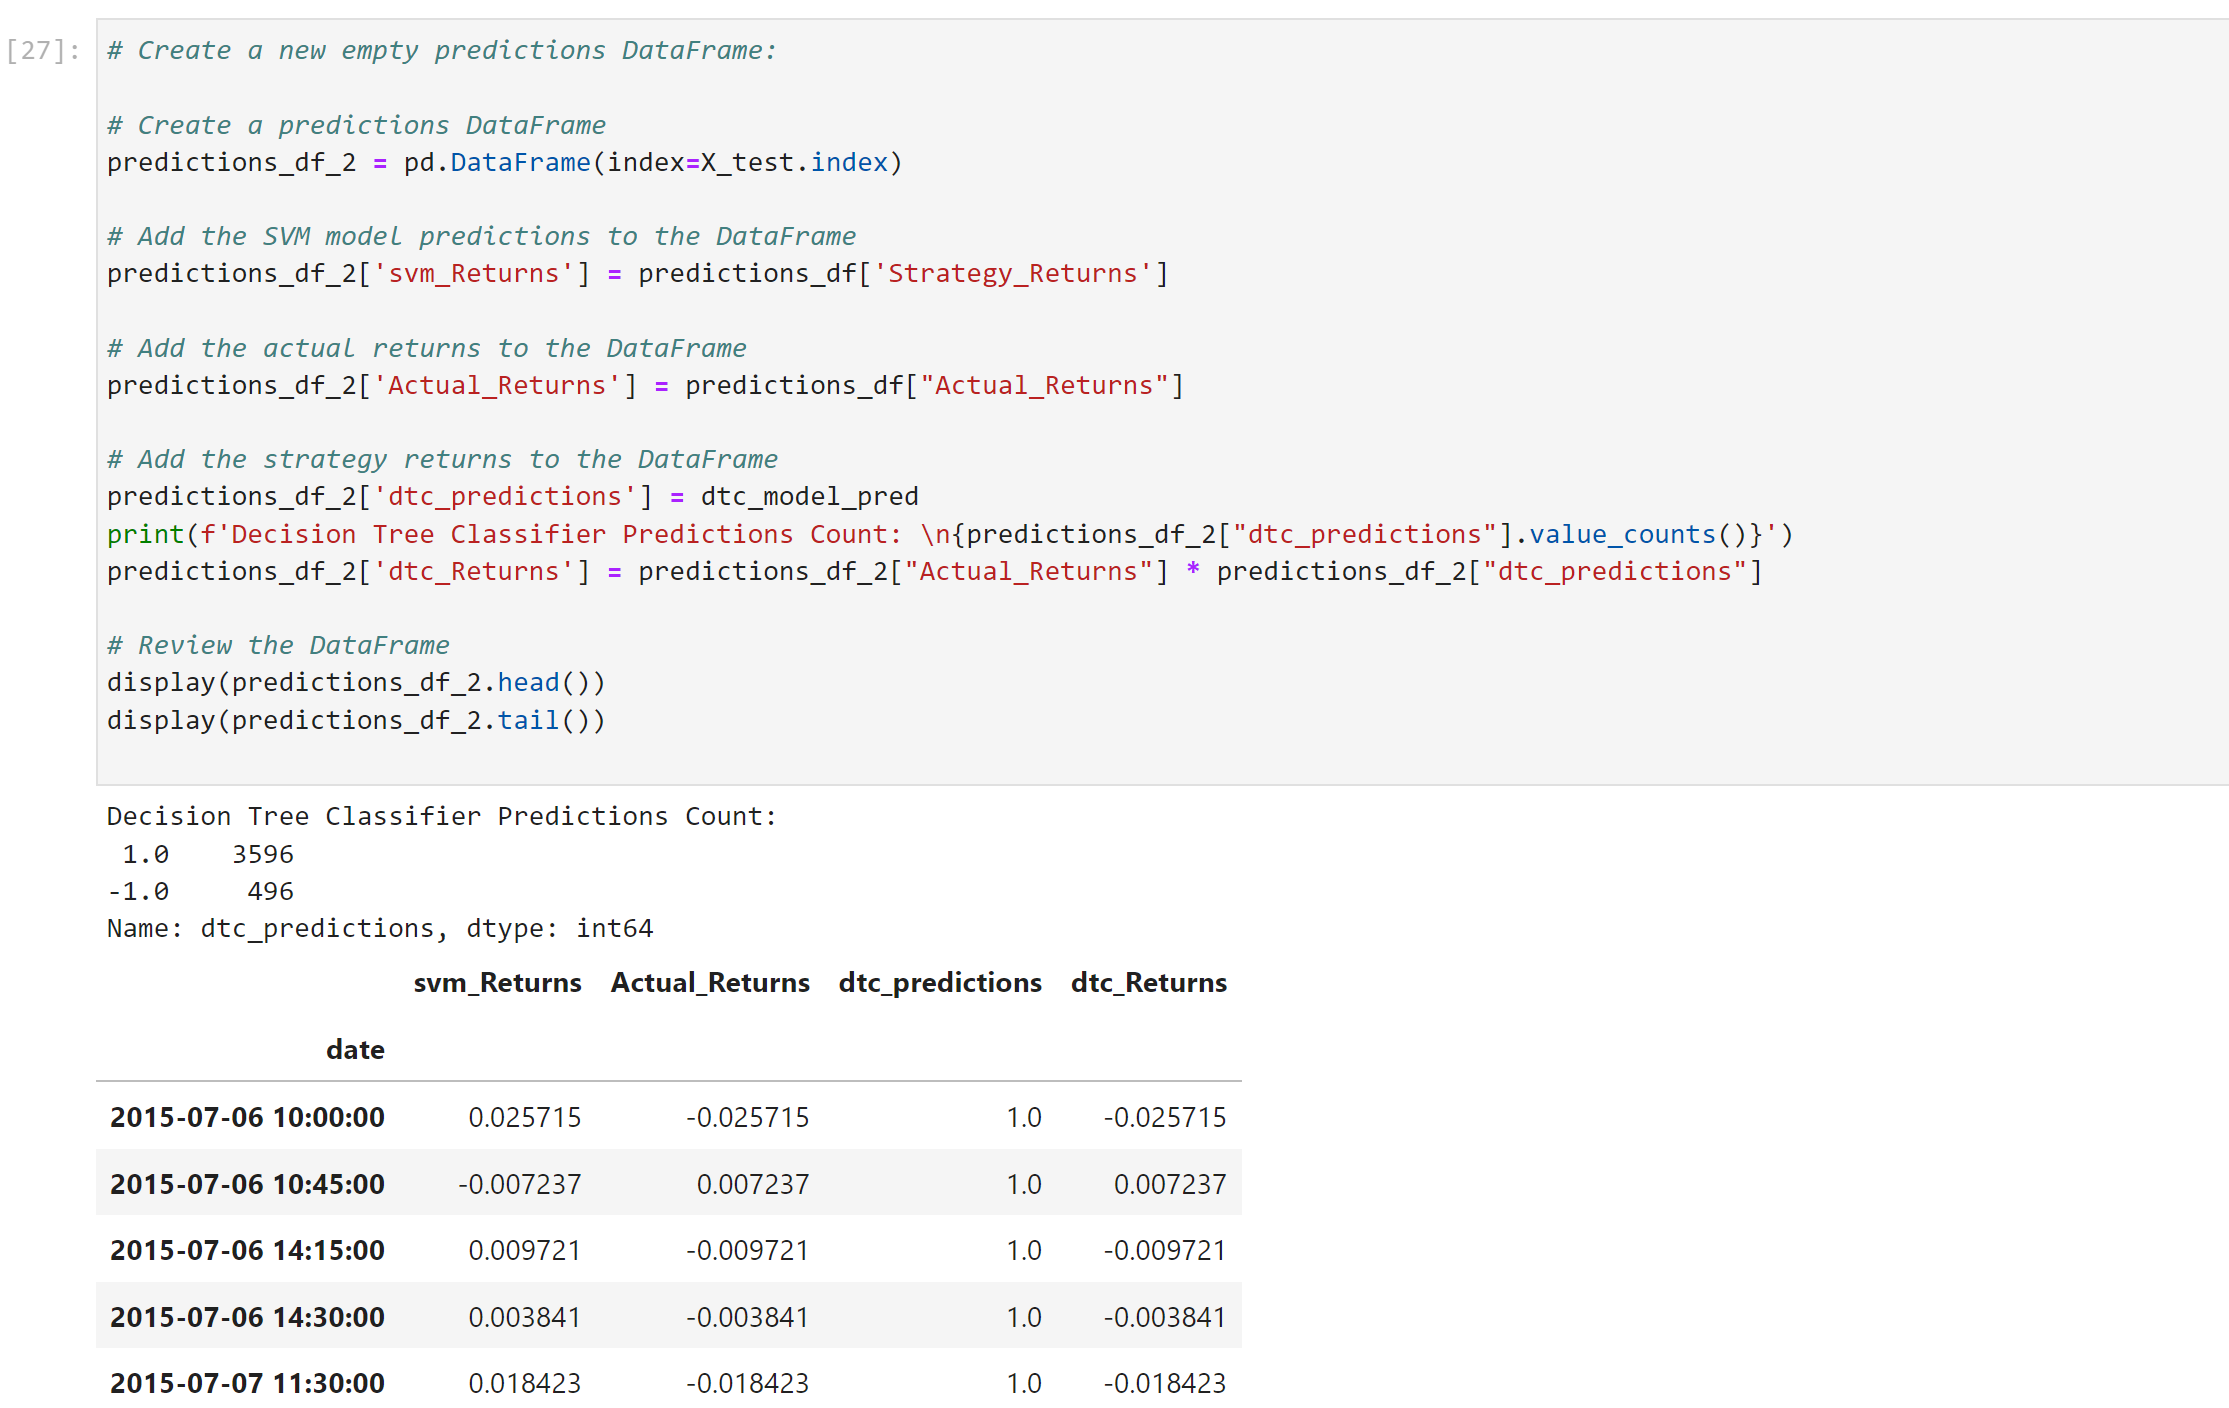 [27]: # Create a new empty predictions DataFrame:
# Create a predictions DataFrame
predictions_df_2 = pd.DataFrame(index=X_test.index)
# Add the SVM model predictions to the DataFrame
predictions_df_2['svm_Returns'] = predictions_df['Strategy_Returns']
# Add the actual returns to the DataFrame
predictions_df_2['Actual_Returns'] = predictions_df["Actual_Returns"]
# Add the strategy returns to the DataFrame
predictions_df_2['dtc_predictions'] = dtc_model_pred
print(f'Decision Tree Classifier Predictions Count: \n{predictions_df_2["dtc_predictions"].value_counts()}')
predictions_df_2['dtc_Returns'] = predictions_df_2["Actual_Returns"] * predictions_df_2["dtc_predictions"]
# Review the DataFrame
display(predictions_df_2.head())
display(predictions_df_2.tail())
Decision Tree Classifier Predictions Count:
1.0 3596
-1.0 496
Name: dtc_predictions, dtype: int64
svm_Returns Actual_Returns dtc_predictions dtc_Returns
date
2015-07-06 10:00:00 0.025715 -0.025715 1.0 -0.025715
2015-07-06 10:45:00 -0.007237 0.007237 1.0 0.007237
2015-07-06 14:15:00 0.009721 -0.009721 1.0 -0.009721
2015-07-06 14:30:00 0.003841 -0.003841 1.0 -0.003841
2015-07-07 11:30:00 0.018423 -0.018423 1.0 -0.018423